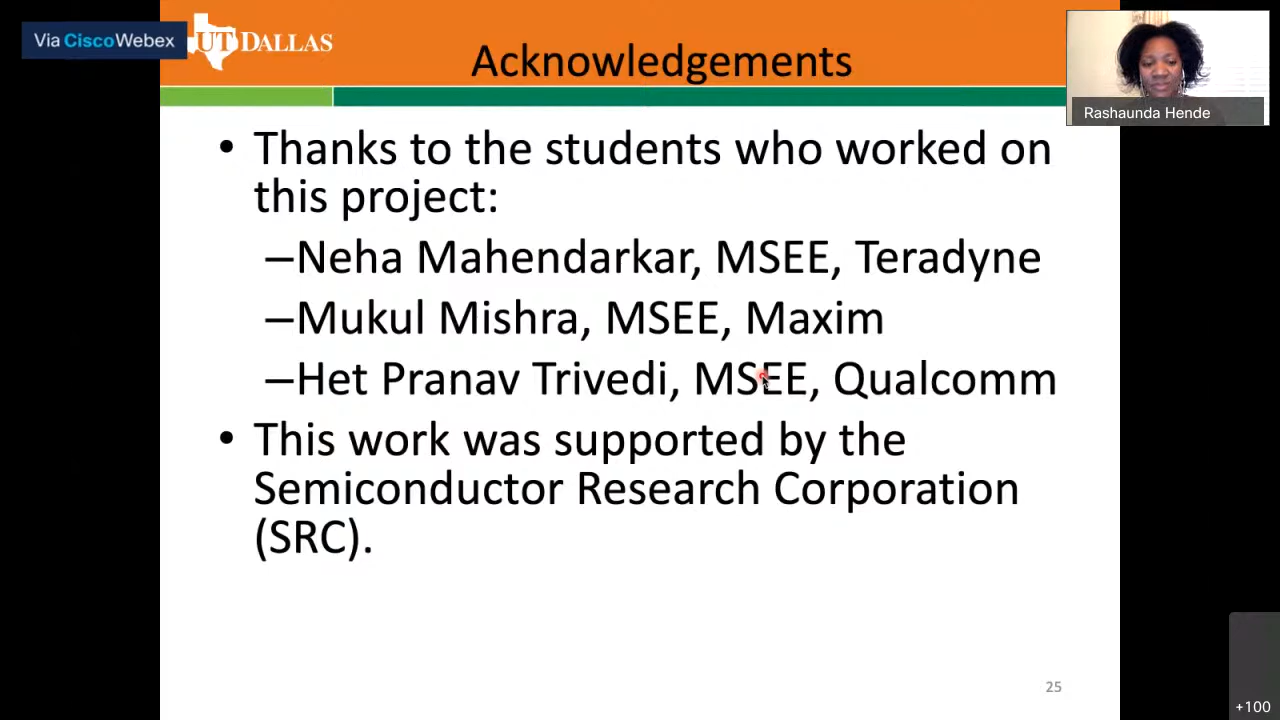 Via CiscoWebex
UT DALLAS
Acknowledgements
Rashaunda Hende
• Thanks to the students who worked on
this project:
–Neha Mahendarkar, MSEE, Teradyne
–Mukul Mishra, MSEE, Maxim
–Het Pranav Trivedi, MSEE, Qualcomm
• This work was supported by the
Semiconductor Research Corporation
(SRC).
25
+100